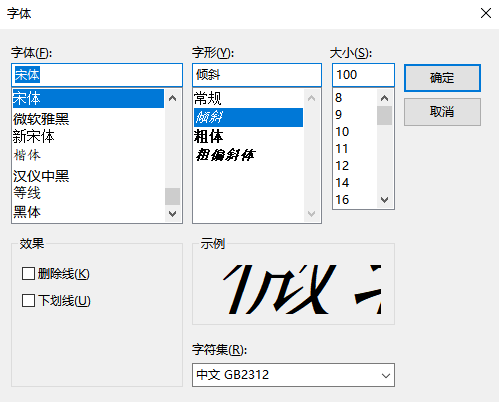 字体
字体(F):
宋体
宋体
微软雅黑
新宋体
楷体
汉仪中黑
等线
黑体
字形(Y):
倾斜
常规
倾斜
粗体
粗偏斜体
大小(S):
100
8
9
10
11
12
14
16
确定
取消
效果
删除线(K)
下划线(U)
示例
字符集(R):
中文 GB2312